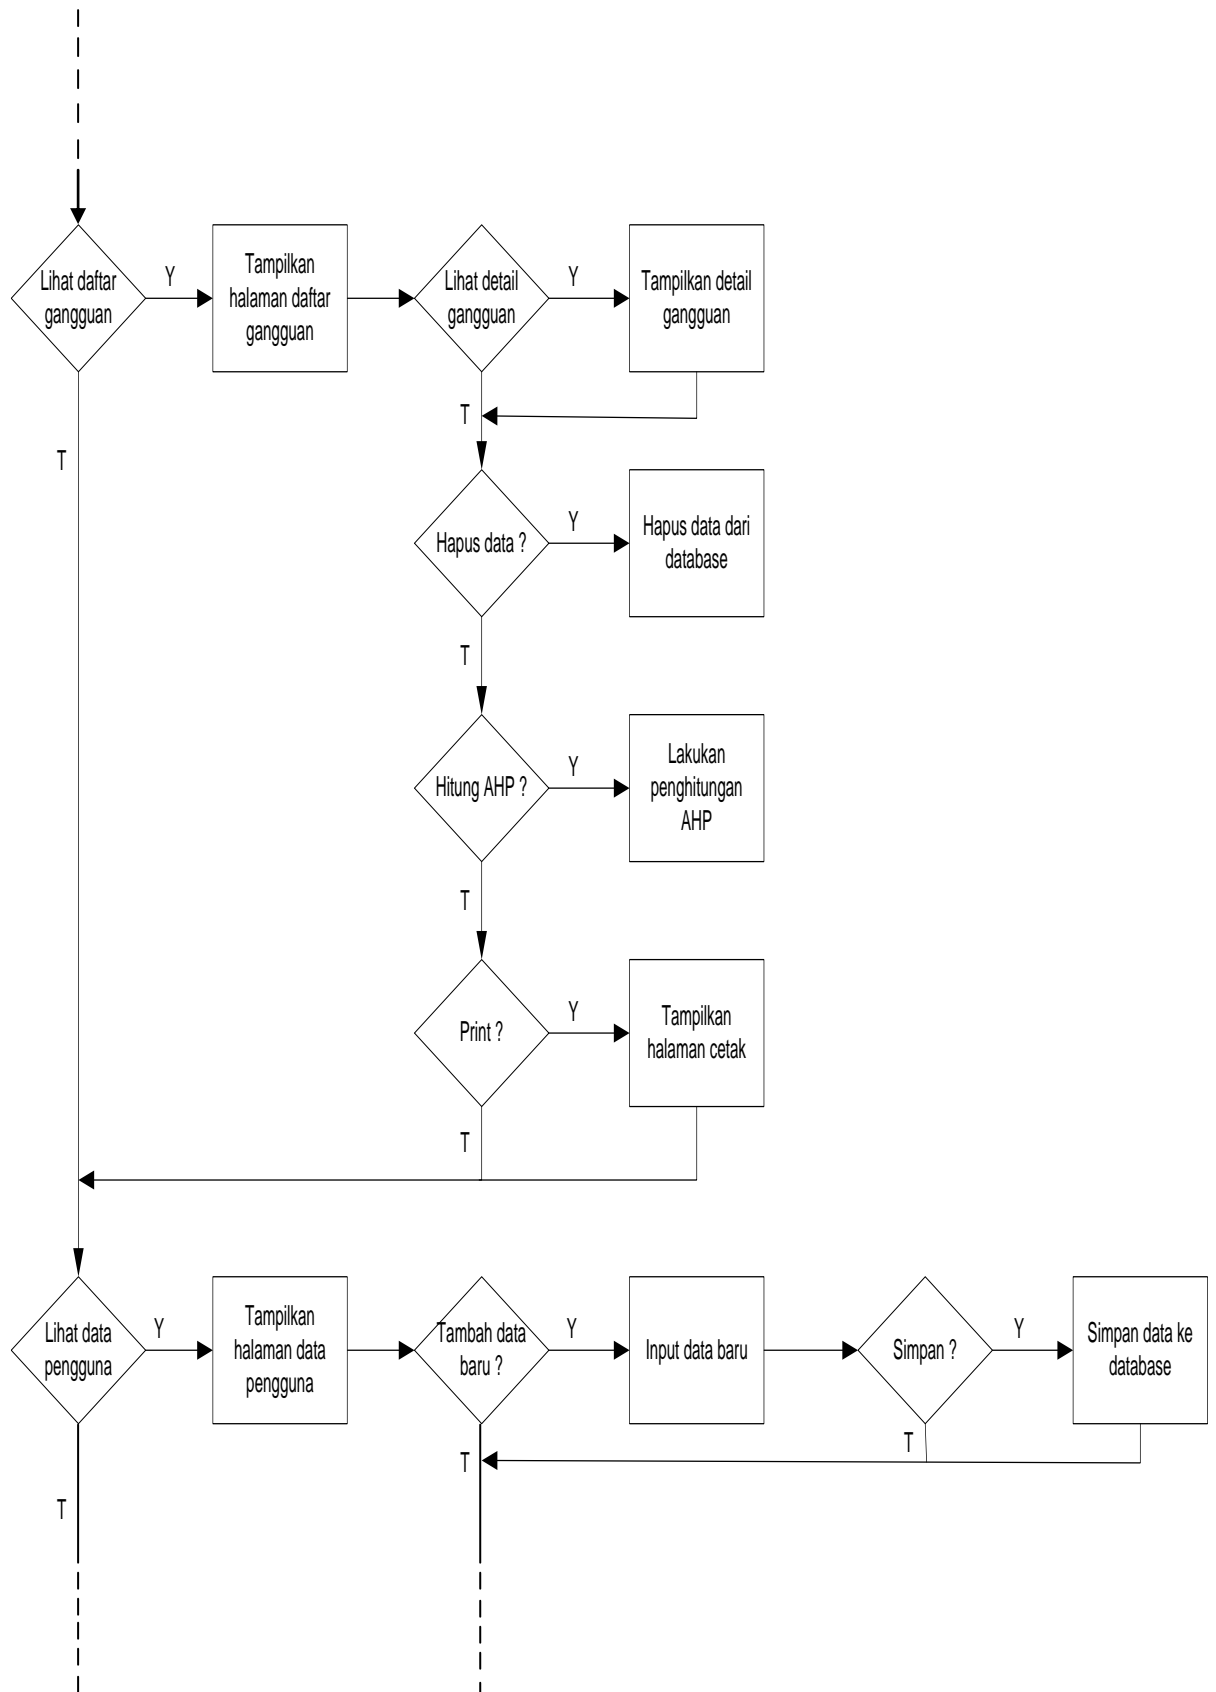 Lihat daftar
gangguan
Y
Tampilkan
halaman daftar
gangguan
Lihat detail
gangguan
Y
Tampilkan detail
gangguan
T
T
Hapus data ?
Y
Hapus data dari
database
T
Hitung AHP ?
Y
Lakukan
penghitungan
AHP
T
Print ?
Y
Tampilkan
halaman cetak
T
Lihat data
pengguna
Y
Tampilkan
halaman data
pengguna
Tambah data
baru ?
Y
Input data baru
Simpan ?
Y
Simpan data ke
database
T
T
T